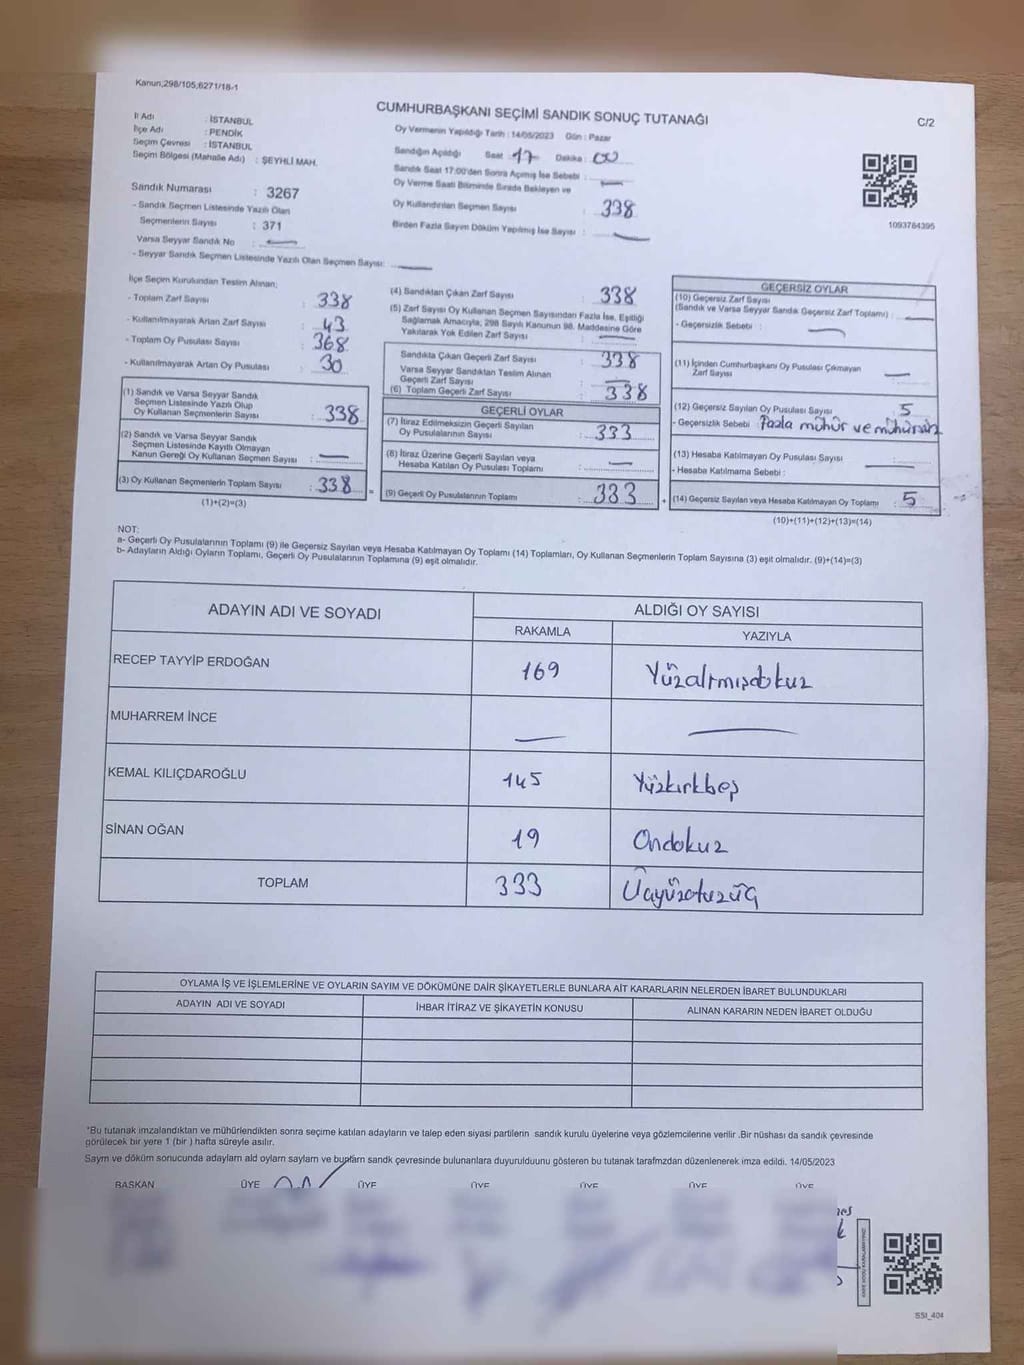 Kanun;298/105;6271/18-1
CUMHURBAŞKANI SEÇİMİ SANDIK SONUÇ TUTANAĞI
C/2
İl Adı : İSTANBUL
İlçe Adı : PENDİK
Seçim Çevresi : İSTANBUL
Seçim Bölgesi (Mahalle Adı) : ŞEYHLİ MAH.
Oy Vermenin Yapıldığı Tarih : 14/05/2023 Gün : Pazar
Sandığın Açıldığı Saat : 17 Dakika : 00
Sandık Saat 17:00'den Sonra Açılmış İse Sebebi :
Oy Verme Saati Bitiminde Sırada Bekleyen ve
Oy Kullandırılan Seçmen Sayısı : 338
Birden Fazla Sayım Döküm Yapılmış İse Sayısı :
1093784395
Sandık Numarası : 3267
- Sandık Seçmen Listesinde Yazılı Olan
Seçmenlerin Sayısı : 371
Varsa Seyyar Sandık No :
- Seyyar Sandık Seçmen Listesinde Yazılı Olan Seçmen Sayısı:
İlçe Seçim Kurulundan Teslim Alınan;
- Toplam Zarf Sayısı : 338
- Kullanılmayarak Artan Zarf Sayısı : 43
- Toplam Oy Pusulası Sayısı : 368
- Kullanılmayarak Artan Oy Pusulası : 30
(1) Sandık ve Varsa Seyyar Sandık
Seçmen Listesinde Yazılı Olup
Oy Kullanan Seçmenlerin Sayısı : 338
(2) Sandık ve Varsa Seyyar Sandık
Seçmen Listesinde Kayıtlı Olmayan
Kanun Gereği Oy Kullanan Seçmen Sayısı :
(3) Oy Kullanan Seçmenlerin Toplam Sayısı : 338 =
(1)+(2)=(3)
(4) Sandıktan Çıkan Zarf Sayısı : 338
(5) Zarf Sayısı Oy Kullanan Seçmen Sayısından Fazla İse, Eşitliği
Sağlamak Amacıyla; 298 Sayılı Kanunun 98. Maddesine Göre
Yakılarak Yok Edilen Zarf Sayısı :
Sandıkta Çıkan Geçerli Zarf Sayısı : 338
Varsa Seyyar Sandıktan Teslim Alınan
Geçerli Zarf Sayısı :
(6) Toplam Geçerli Zarf Sayısı : 338
GEÇERLİ OYLAR
(7) İtiraz Edilmeksizin Geçerli Sayılan
Oy Pusulalarının Sayısı : 333
(8) İtiraz Üzerine Geçerli Sayılan veya
Hesaba Katılan Oy Pusulası Toplamı :
(9) Geçerli Oy Pusulalarının Toplamı : 333 +
GEÇERSİZ OYLAR
(10) Geçersiz Zarf Sayısı
(Sandık ve Varsa Seyyar Sandık Geçersiz Zarf Toplamı) :
- Geçersizlik Sebebi :
(11) İçinden Cumhurbaşkanı Oy Pusulası Çıkmayan
Zarf Sayısı
(12) Geçersiz Sayılan Oy Pusulası Sayısı : 5
- Geçersizlik Sebebi : Fazla mühür ve mühürsüz
(13) Hesaba Katılmayan Oy Pusulası Sayısı :
- Hesaba Katılmama Sebebi :
(14) Geçersiz Sayılan veya Hesaba Katılmayan Oy Toplamı : 5
(10)+(11)+(12)+(13)=(14)
NOT:
a- Geçerli Oy Pusulalarının Toplamı (9) ile Geçersiz Sayılan veya Hesaba Katılmayan Oy Toplamı (14) Toplamları, Oy Kullanan Seçmenlerin Toplam Sayısına (3) eşit olmalıdır. (9)+(14)=(3)
b- Adayların Aldığı Oyların Toplamı, Geçerli Oy Pusulalarının Toplamına (9) eşit olmalıdır.
ADAYIN ADI VE SOYADI ALDIĞI OY SAYISI
RAKAMLA YAZIYLA
RECEP TAYYİP ERDOĞAN 169 Yüzaltmışdokuz
MUHARREM İNCE
KEMAL KILIÇDAROĞLU 145 Yüzkırkbeş
SİNAN OĞAN 19 Ondokuz
TOPLAM 333 Üçyüzotuzüç
OYLAMA İŞ VE İŞLEMLERİNE VE OYLARIN SAYIM VE DÖKÜMÜNE DAİR ŞİKAYETLERLE BUNLARA AİT KARARLARIN NELERDEN İBARET BULUNDUKLARI
ADAYIN ADI VE SOYADI İHBAR İTİRAZ VE ŞİKAYETİN KONUSU ALINAN KARARIN NEDEN İBARET OLDUĞU
*Bu tutanak imzalandıktan ve mühürlendikten sonra seçime katılan adayların ve talep eden siyasi partilerin sandık kurulu üyelerine veya gözlemcilerine verilir .Bir nüshası da sandık çevresinde
görülecek bir yere 1 (bir ) hafta süreyle asılır.
Sayım ve döküm sonucunda adayların ald oyların sayların ve bunların sandk çevresinde bulunanlara duyurulduunu gösteren bu tutanak tarafmzdan düzenlenerek imza edildi. 14/05/2023
BAŞKAN ÜYE ÜYE ÜYE ÜYE ÜYE ÜYE
SSI_404